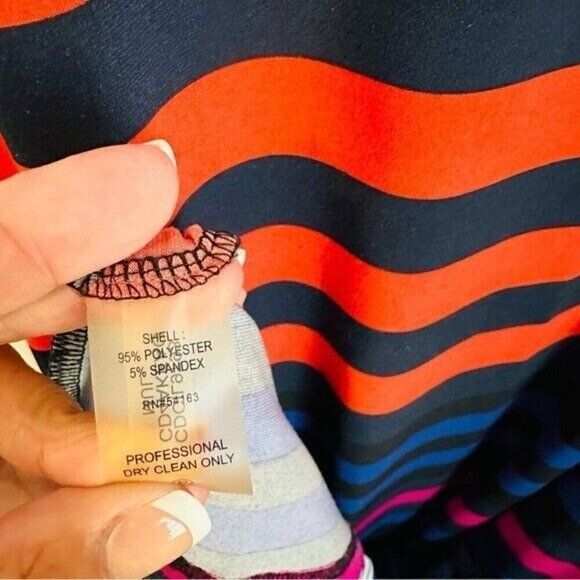 SHELL:
95% POLYESTER
5% SPANDEX
RN#54163
PROFESSIONAL
DRY CLEAN ONLY